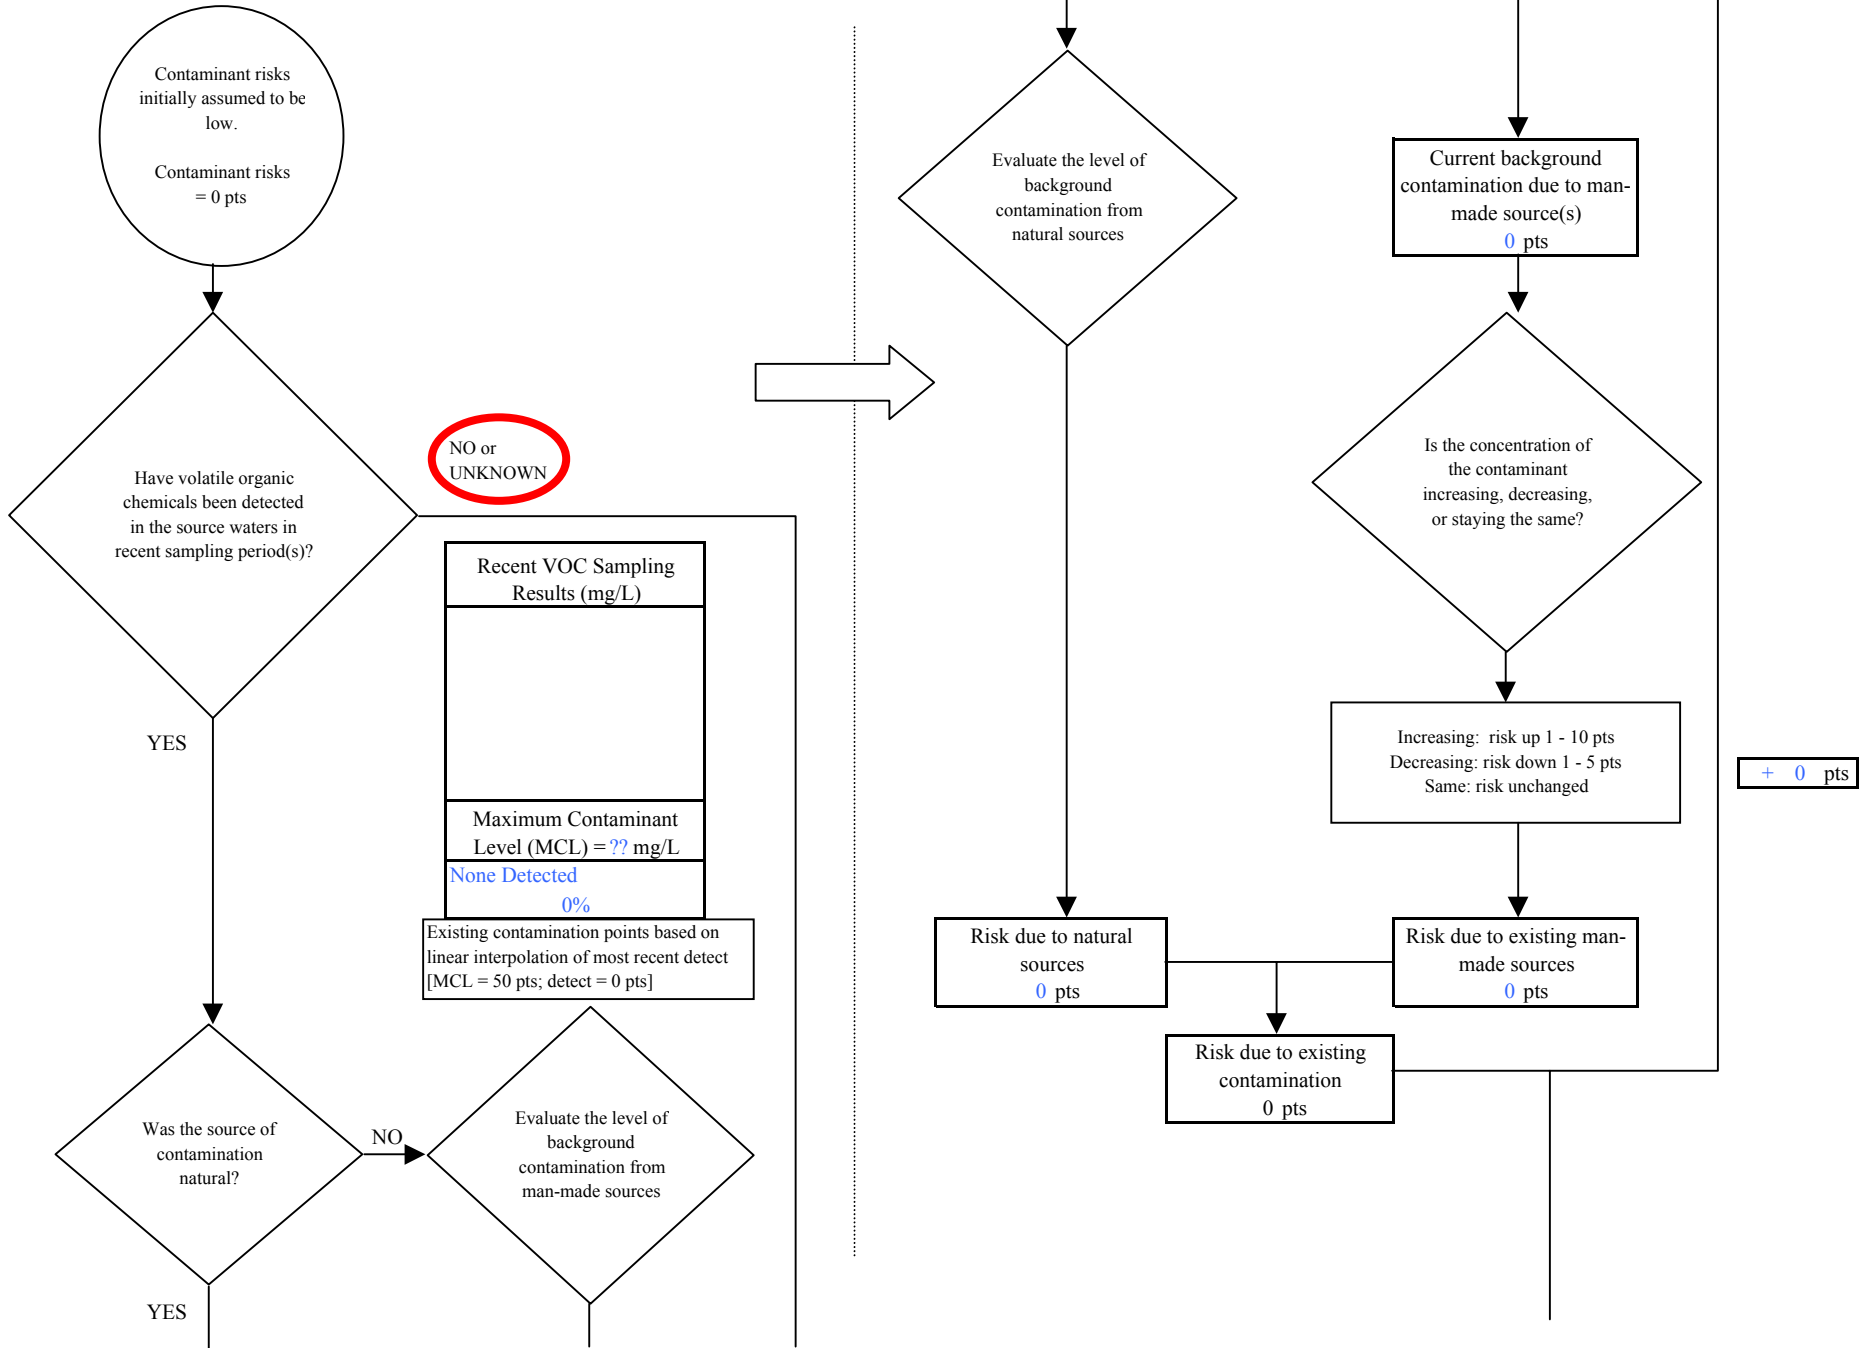 Contaminant risks
initially assumed to be
low.
Contaminant risks
= 0 pts
Have volatile organic
chemicals been detected
in the source waters in
recent sampling period(s)?
NO or
UNKNOWN
YES
Recent VOC Sampling
Results (mg/L)
Maximum Contaminant
Level (MCL) = ?? mg/L
None Detected
0%
Existing contamination points based on
linear interpolation of most recent detect
[MCL = 50 pts; detect = 0 pts]
Was the source of
contamination
natural?
NO
YES
Evaluate the level of
background
contamination from
man-made sources
Evaluate the level of
background
contamination from
natural sources
Current background
contamination due to man-
made source(s)
0 pts
Is the concentration of
the contaminant
increasing, decreasing,
or staying the same?
Increasing: risk up 1 - 10 pts
Decreasing: risk down 1 - 5 pts
Same: risk unchanged
+ 0 pts
Risk due to natural
sources
0 pts
Risk due to existing man-
made sources
0 pts
Risk due to existing
contamination
0 pts